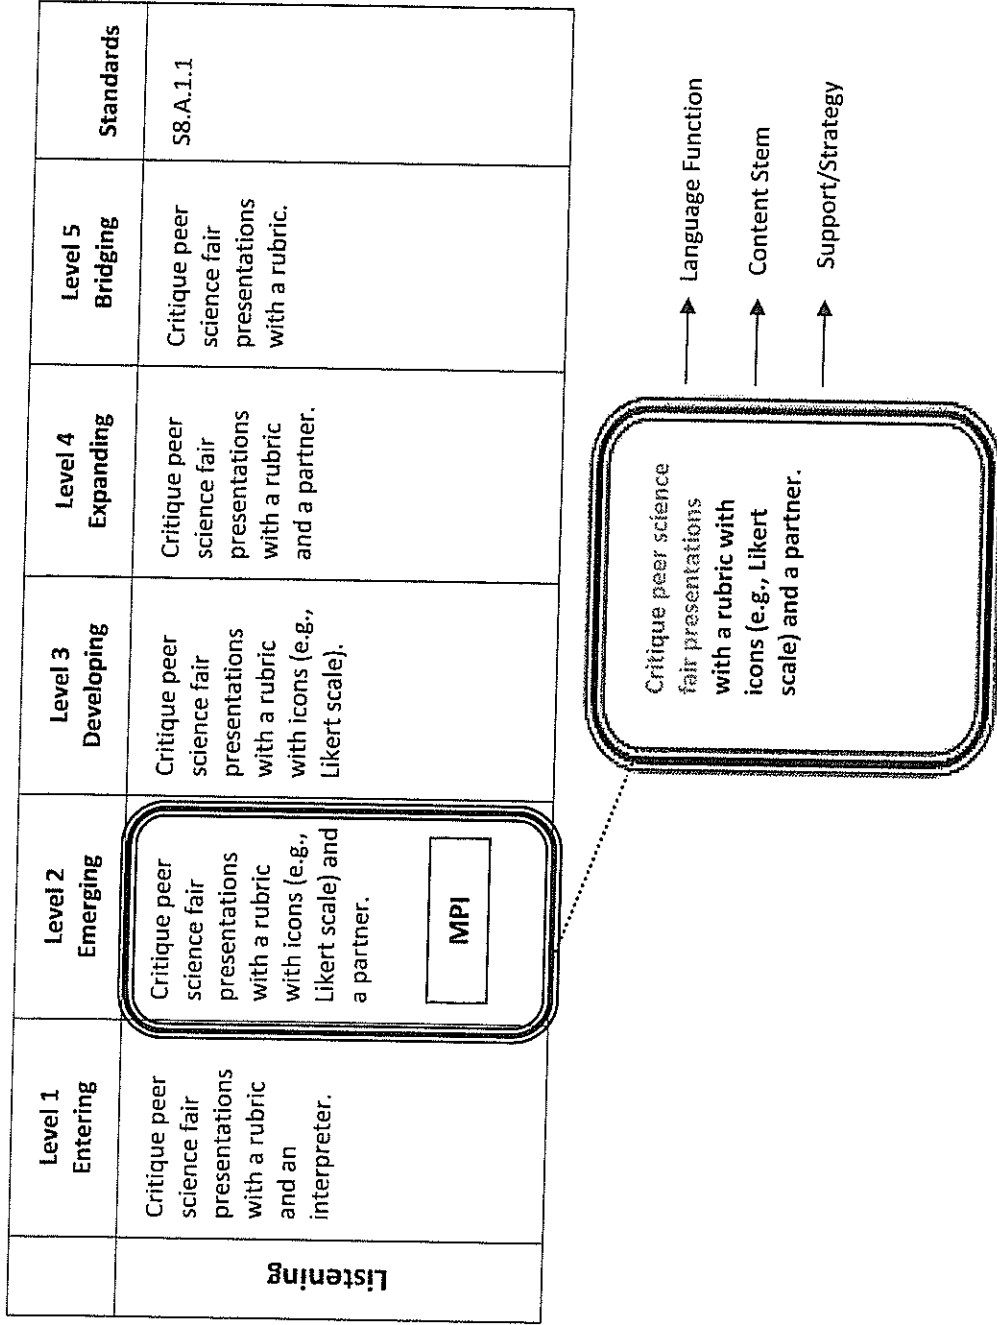 Level 1
Entering
Level 2
Emerging
Level 3
Developing
Level 4
Expanding
Level 5
Bridging
Standards
Listening
Critique peer
science fair
presentations
with a rubric
and an
interpreter.
Critique peer
science fair
presentations
with a rubric
with icons (e.g.,
Likert scale) and
a partner.
MPI
Critique peer
science fair
presentations
with a rubric
with icons (e.g.,
Likert scale).
Critique peer
science fair
presentations
with a rubric
and a partner.
Critique peer
science fair
presentations
with a rubric.
S8.A.1.1
Critique peer science
fair presentations
with a rubric with
icons (e.g., Likert
scale) and a partner.
Language Function
Content Stem
Support/Strategy